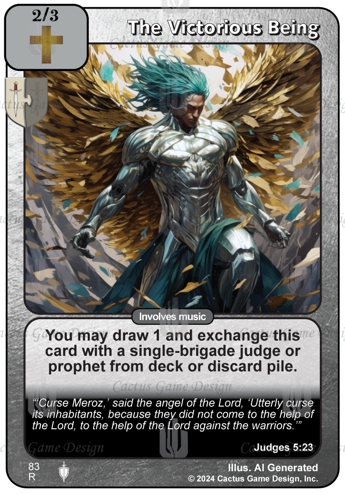 2/3
The Victorious Being
Involves music
You may draw 1 and exchange this
card with a single-brigade judge or
prophet from deck or discard pile.
"'Curse Meroz,' said the angel of the Lord, 'Utterly curse
its inhabitants, because they did not come to the help of
the Lord, to the help of the Lord against the warriors.'"
Judges 5:23
83
R
Illus. AI Generated
© 2024 Cactus Game Design, Inc.
Cactus Game Design